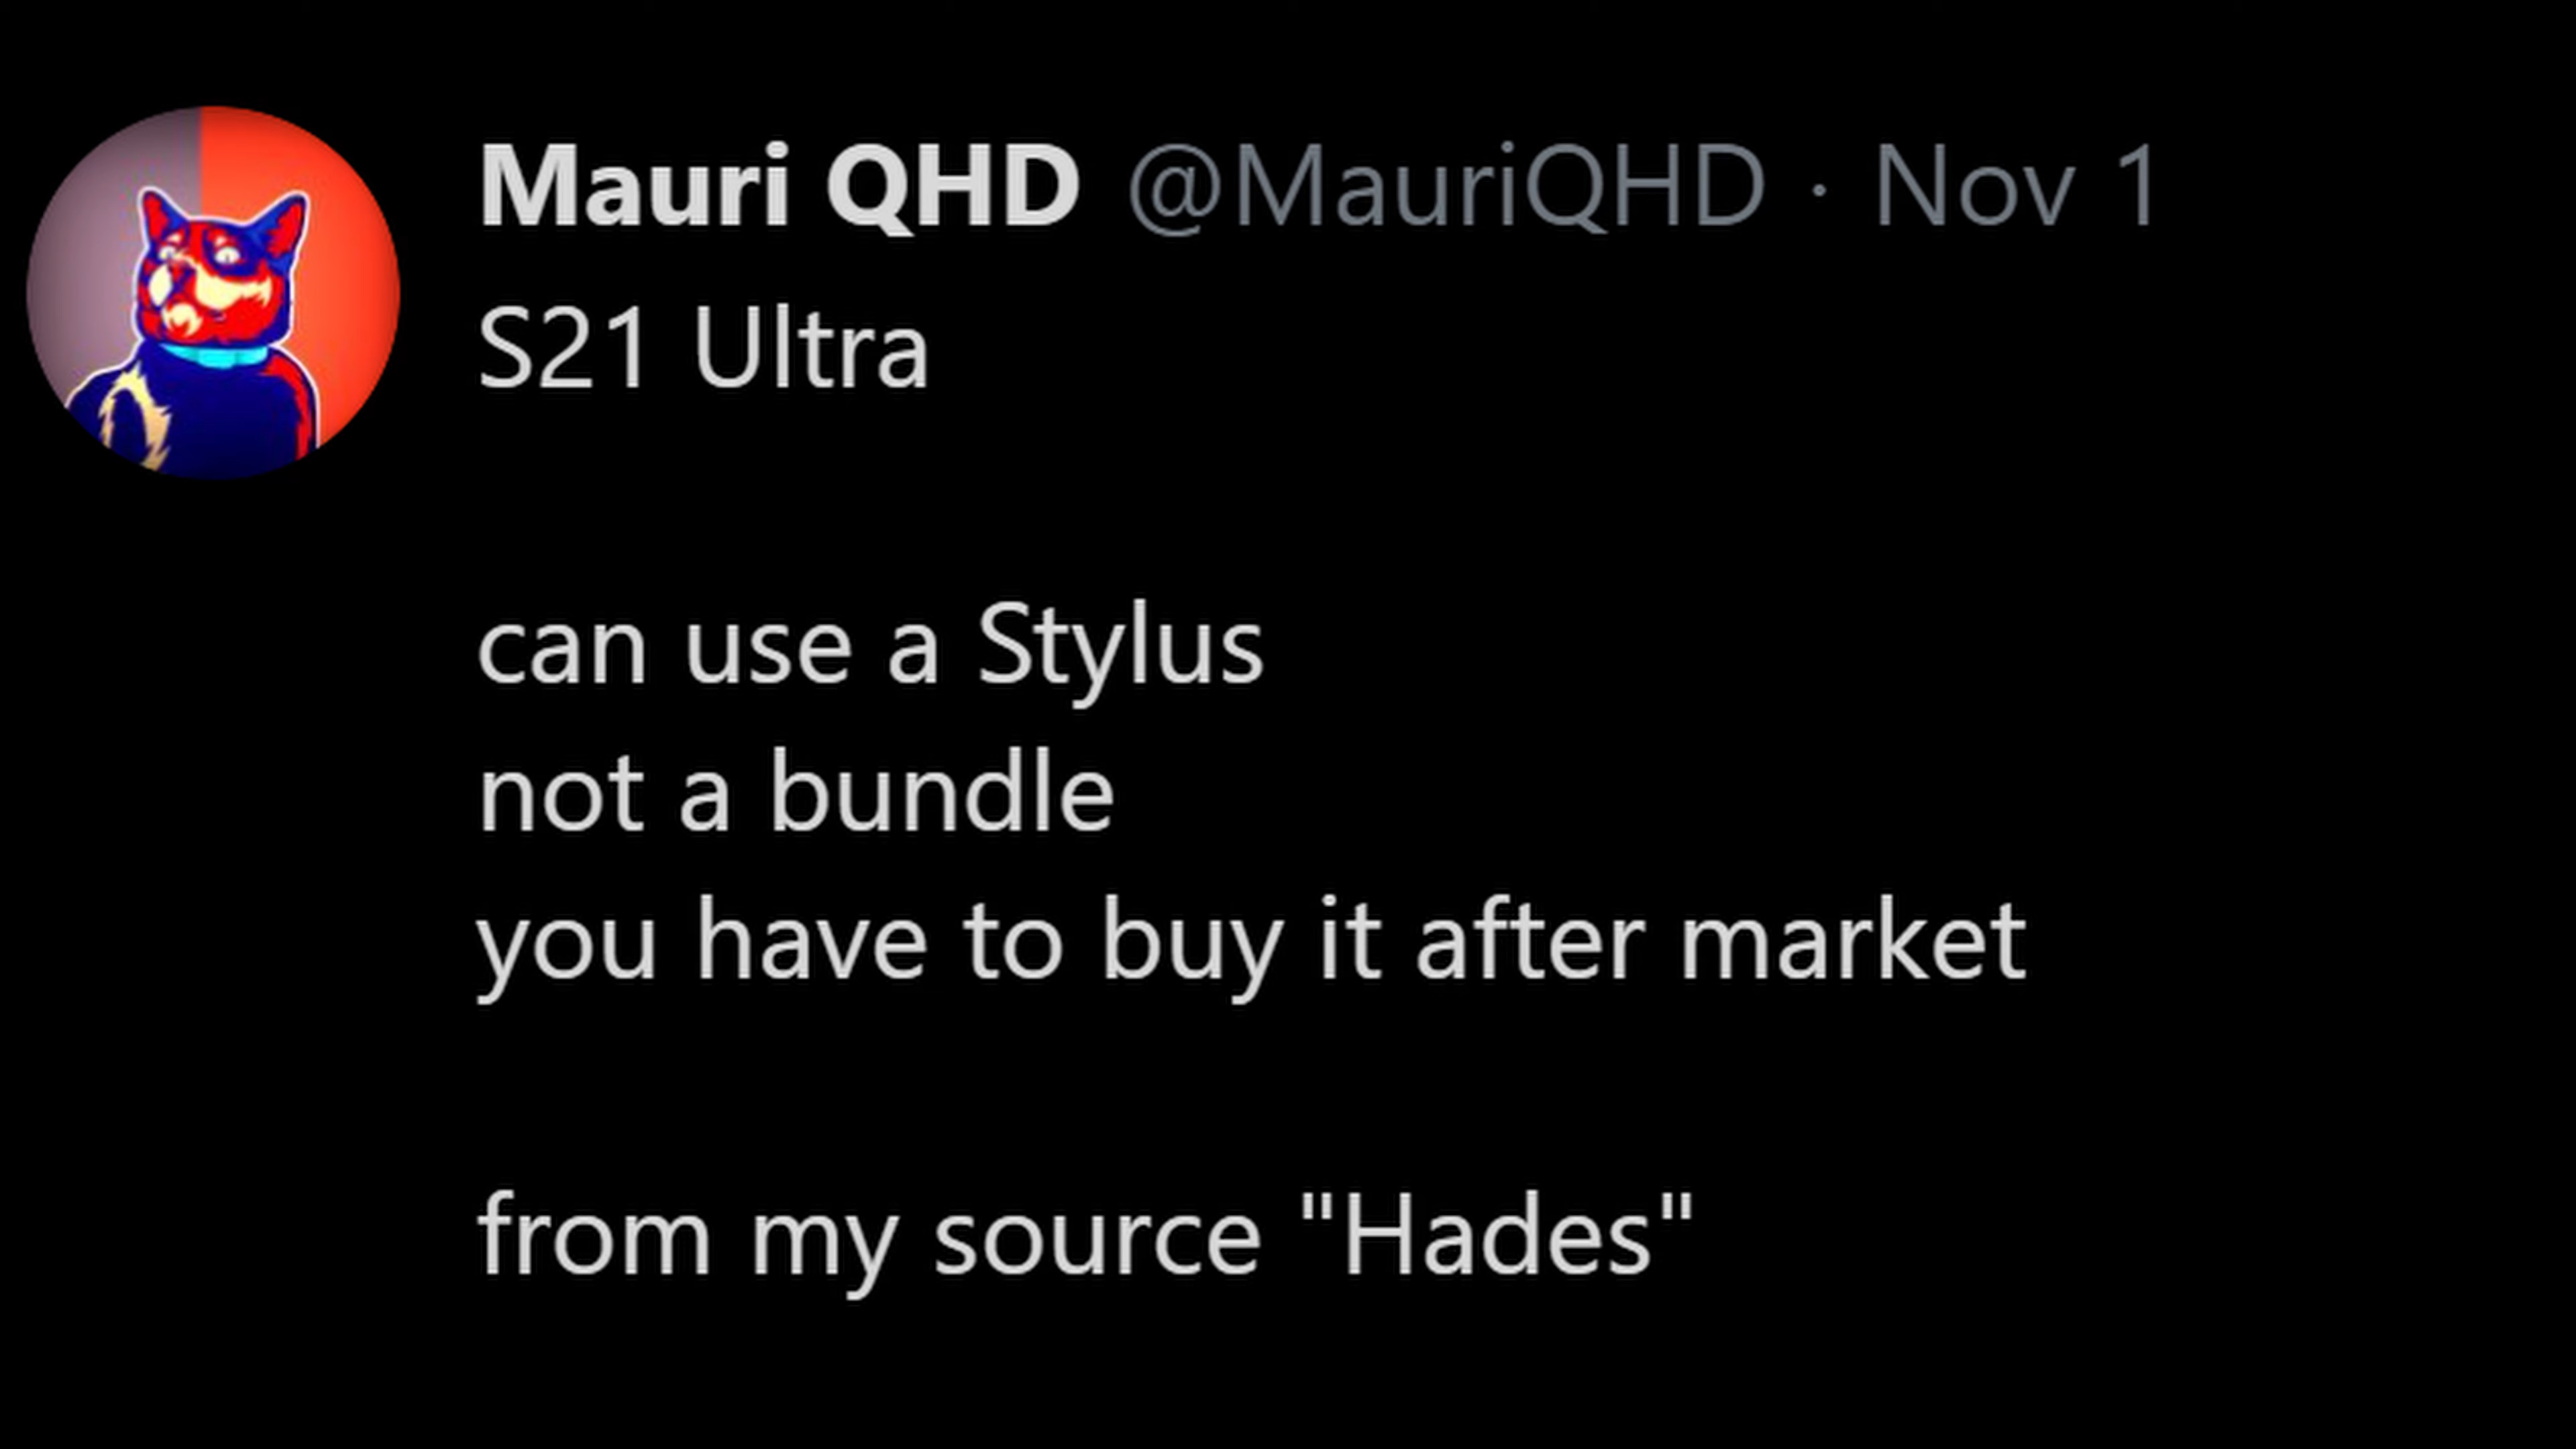 Mauri QHD @MauriQHD · Nov 1
S21 Ultra
can use a Stylus
not a bundle
you have to buy it after market
from my source "Hades"